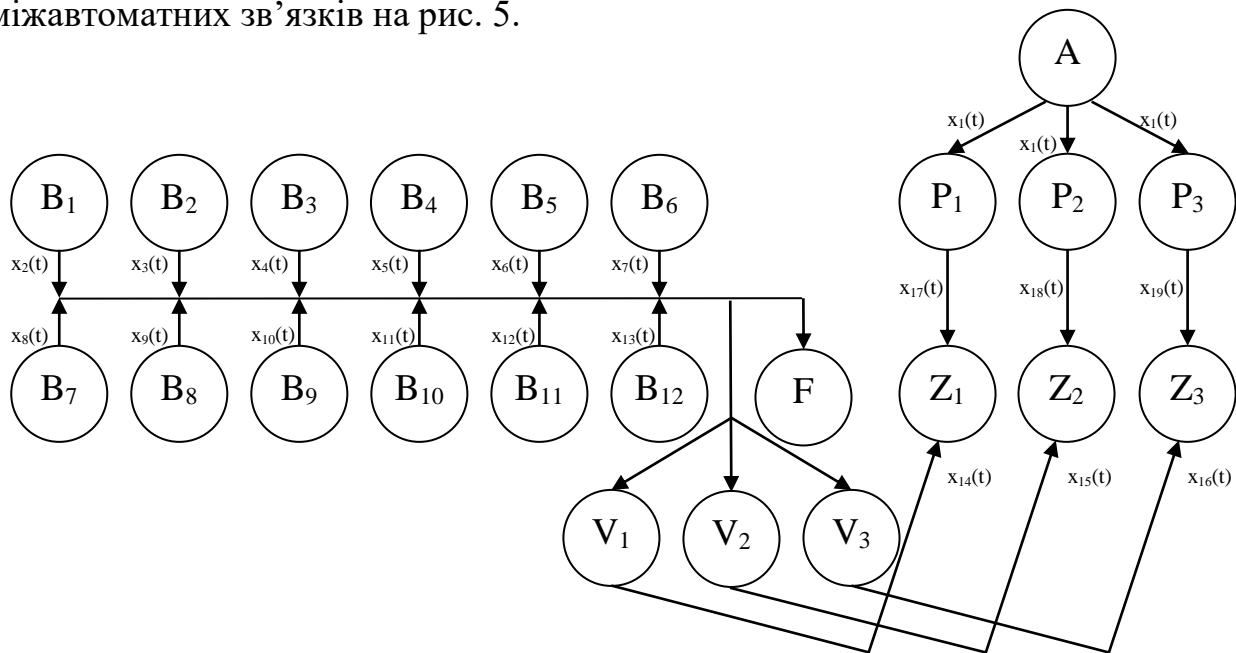 міжавтоматних зв’язків на рис. 5.
A
x₁(t) x₁(t) x₁(t)
B₁ B₂ B₃ B₄ B₅ B₆ P₁ P₂ P₃
x₂(t) x₃(t) x₄(t) x₅(t) x₆(t) x₇(t)
x₁₇(t) x₁₈(t) x₁₉(t)
x₈(t) x₉(t) x₁₀(t) x₁₁(t) x₁₂(t) x₁₃(t)
B₇ B₈ B₉ B₁₀ B₁₁ B₁₂ F Z₁ Z₂ Z₃
x₁₄(t) x₁₅(t) x₁₆(t)
V₁ V₂ V₃